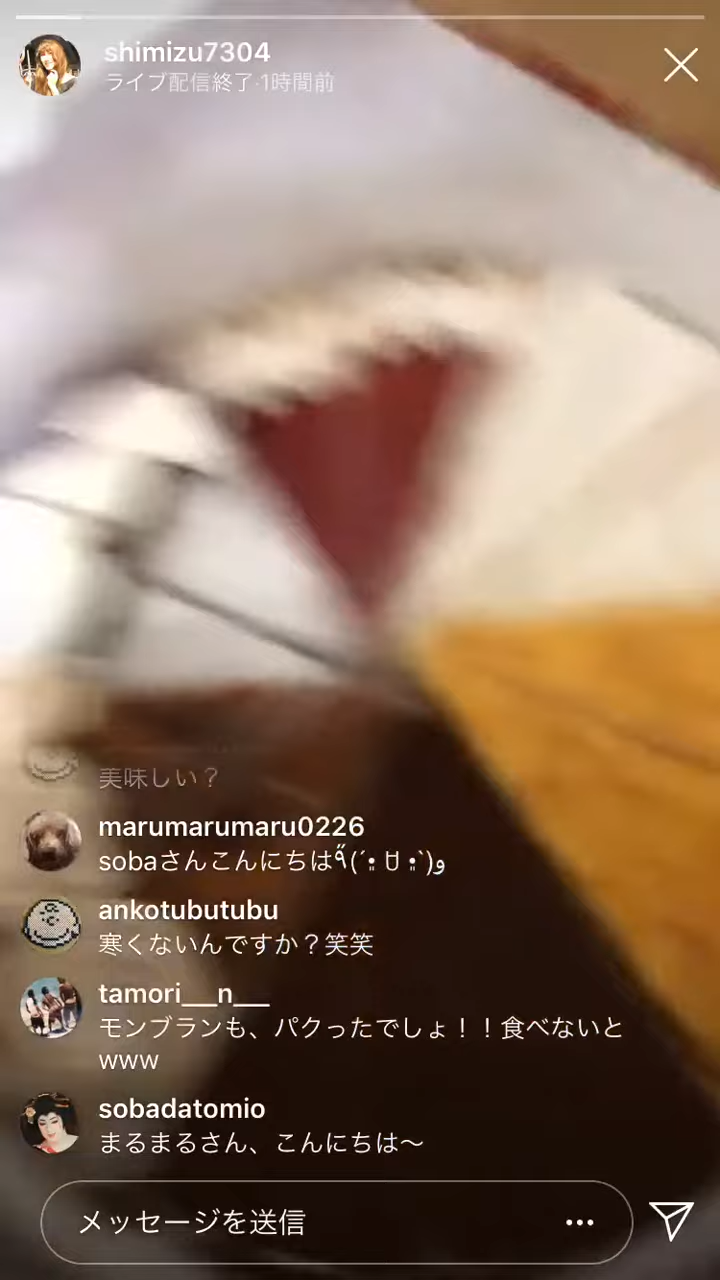 shimizu7304
ライブ配信終了·1時間前
美味しい？
marumarumaru0226
sobaさんこんにちは٩҉(´⍤ꇴ⍤`)و
ankotubutubu
寒くないんですか？笑笑
tamori__n__
モンブランも、パクったでしょ！！食べないと
www
sobadatomio
まるまるさん、こんにちは〜
メッセージを送信